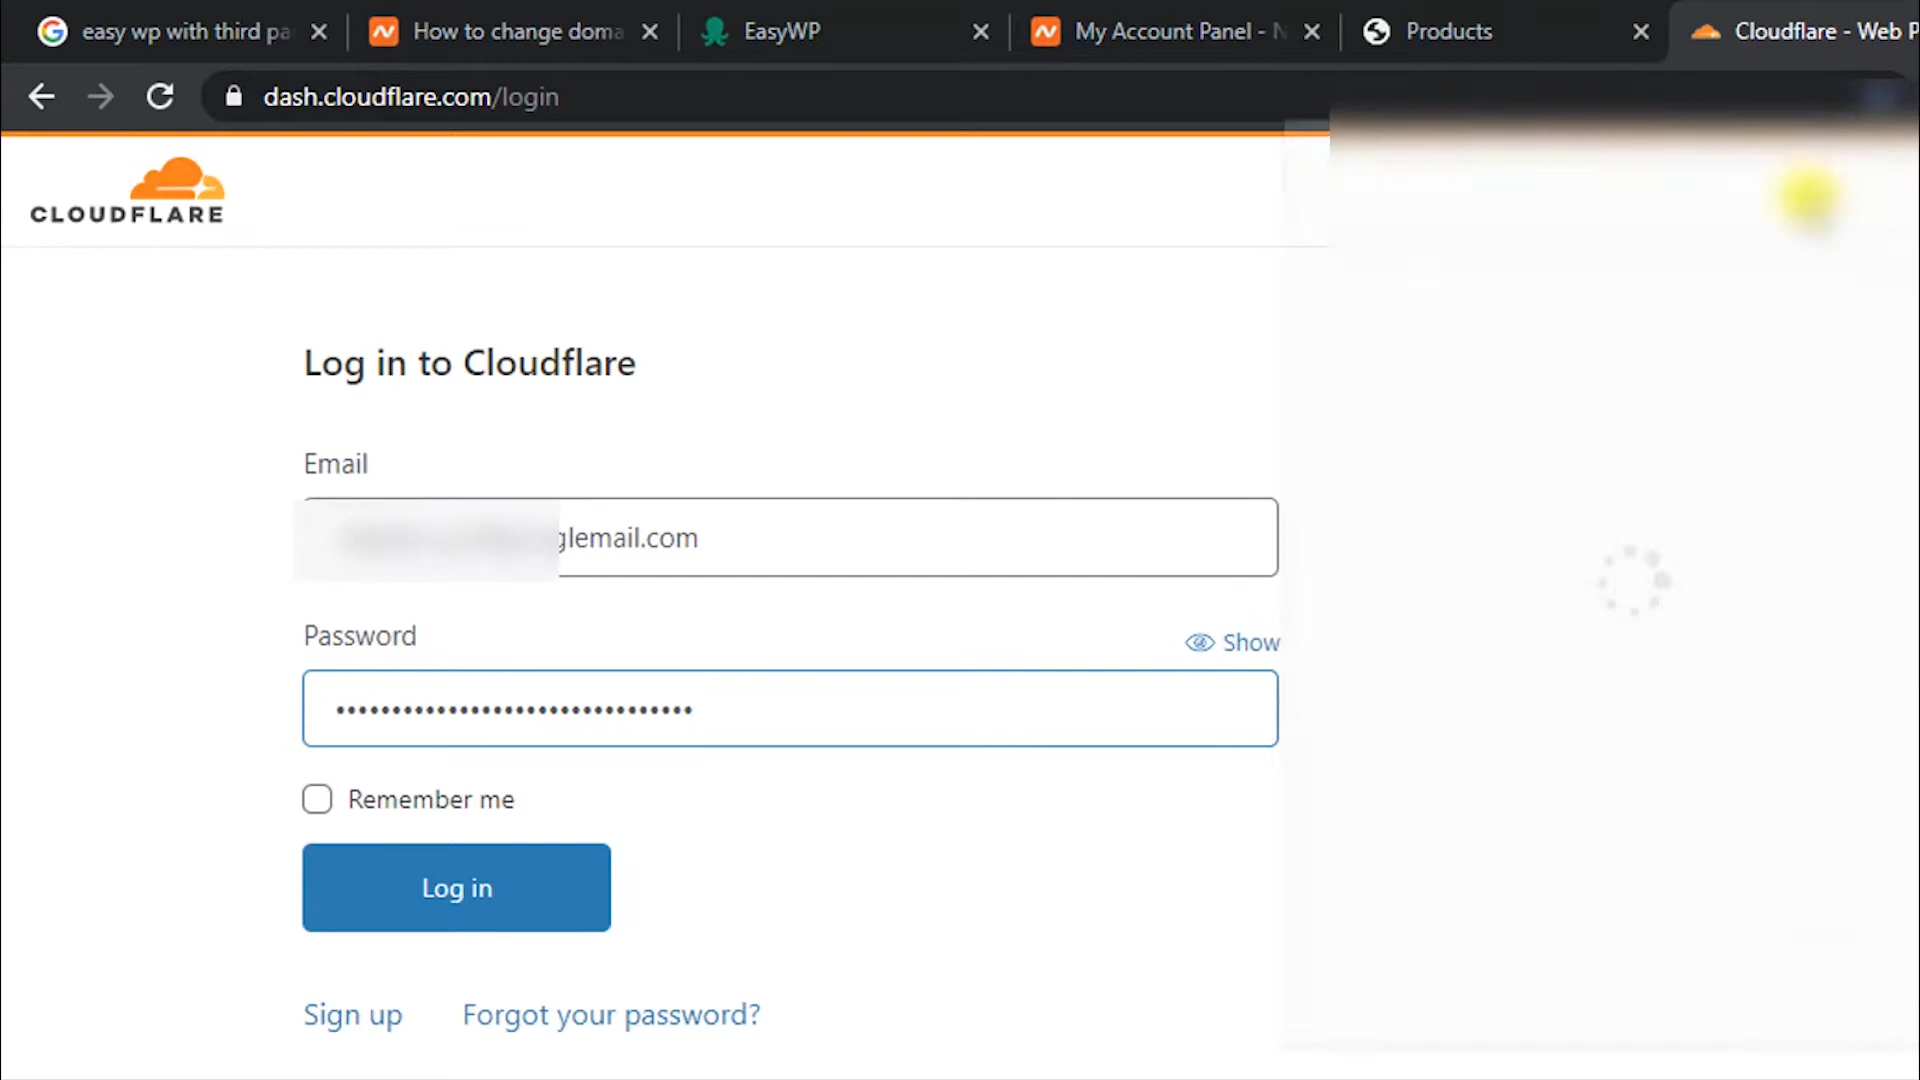 easy wp with third pa
How to change doma
EasyWP
My Account Panel - N
Products
Cloudflare - Web P
dash.cloudflare.com/login
CLOUDFLARE
Log in to Cloudflare
Email
glemail.com
Password
Show
••••••••••••••••••••••••••••••••
Remember me
Log in
Sign up
Forgot your password?